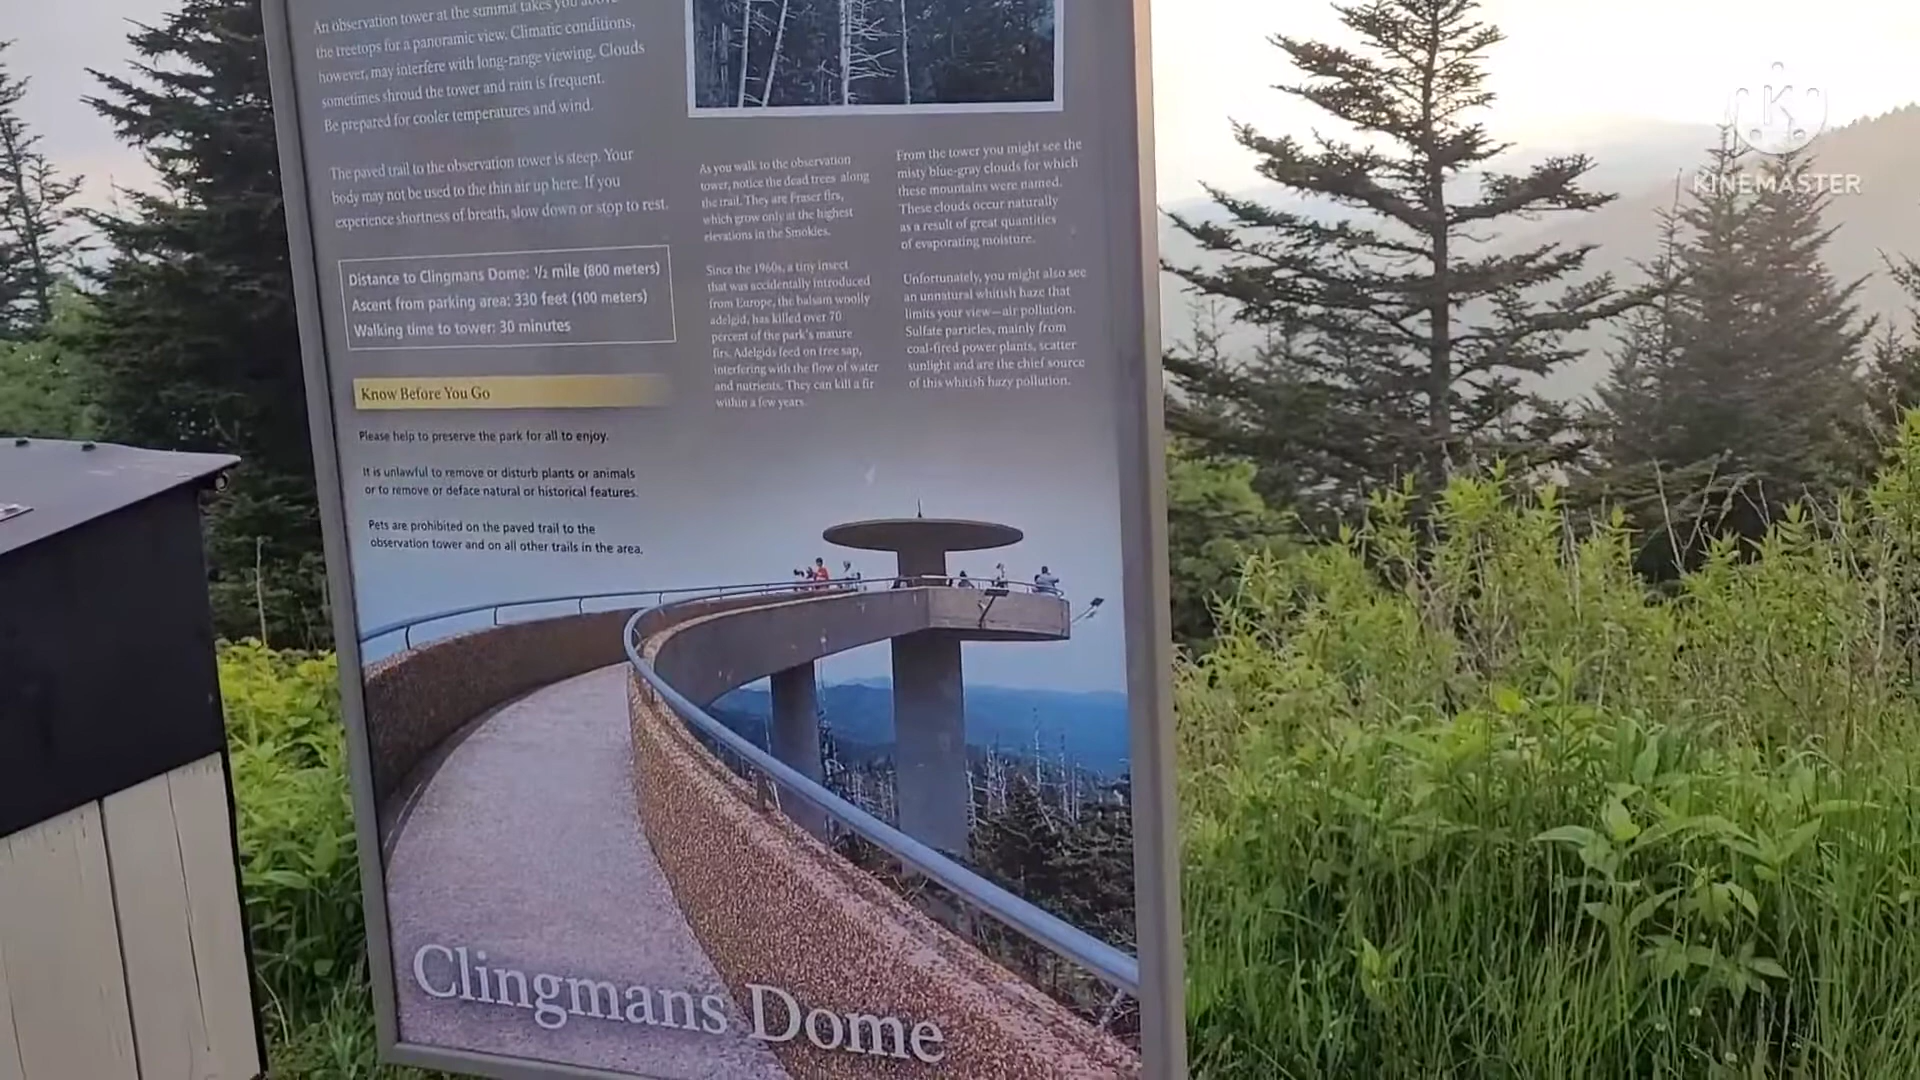 An observation tower at the summit takes you above
the treetops for a panoramic view. Climatic conditions,
however, may interfere with long-range viewing. Clouds
sometimes shroud the tower and rain is frequent.
Be prepared for cooler temperatures and wind.
The paved trail to the observation tower is steep. Your
body may not be used to the thin air up here. If you
experience shortness of breath, slow down or stop to rest.
Distance to Clingmans Dome: 1/2 mile (800 meters)
Ascent from parking area: 330 feet (100 meters)
Walking time to tower: 30 minutes
Know Before You Go
Please help to preserve the park for all to enjoy.
It is unlawful to remove or disturb plants or animals
or to remove or deface natural or historical features.
Pets are prohibited on the paved trail to the
observation tower and on all other trails in the area.
As you walk to the observation
tower, notice the dead trees along
the trail. They are Fraser firs,
which grow only at the highest
elevations in the Smokies.
Since the 1960s, a tiny insect
that was accidentally introduced
from Europe, the balsam woolly
adelgid, has killed over 70
percent of the park's mature
firs. Adelgids feed on tree sap,
interfering with the flow of water
and nutrients. They can kill a fir
within a few years.
From the tower you might see the
misty blue-gray clouds for which
these mountains were named.
These clouds occur naturally
as a result of great quantities
of evaporating moisture.
Unfortunately, you might also see
an unnatural whitish haze that
limits your view—air pollution.
Sulfate particles, mainly from
coal-fired power plants, scatter
sunlight and are the chief source
of this whitish hazy pollution.
Clingmans Dome
K
KINEMASTER